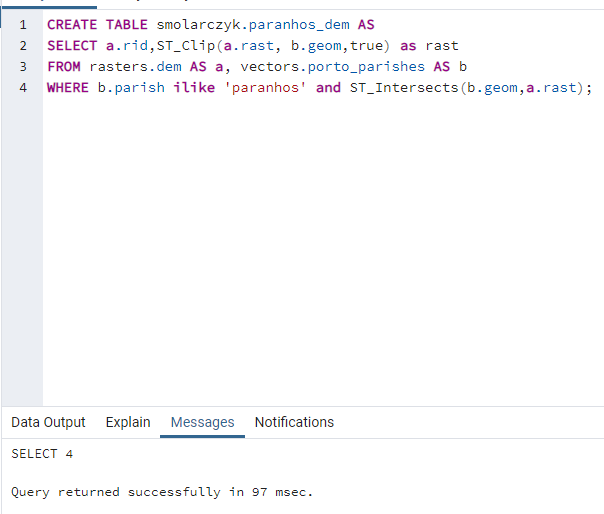 1 CREATE TABLE smolarczyk.paranhos_dem AS
2 SELECT a.rid,ST_Clip(a.rast, b.geom,true) as rast
3 FROM rasters.dem AS a, vectors.porto_parishes AS b
4 WHERE b.parish ilike 'paranhos' and ST_Intersects(b.geom,a.rast);
Data Output Explain Messages Notifications
SELECT 4
Query returned successfully in 97 msec.